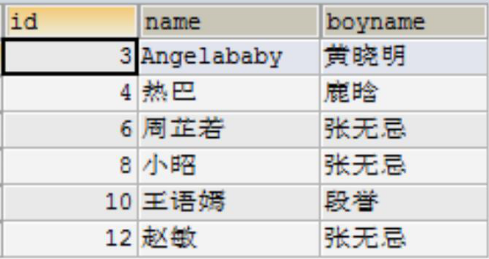 id name boyname
3 Angelababy 黄晓明
4 热巴 鹿晗
6 周芷若 张无忌
8 小昭 张无忌
10 王语嫣 段誉
12 赵敏 张无忌